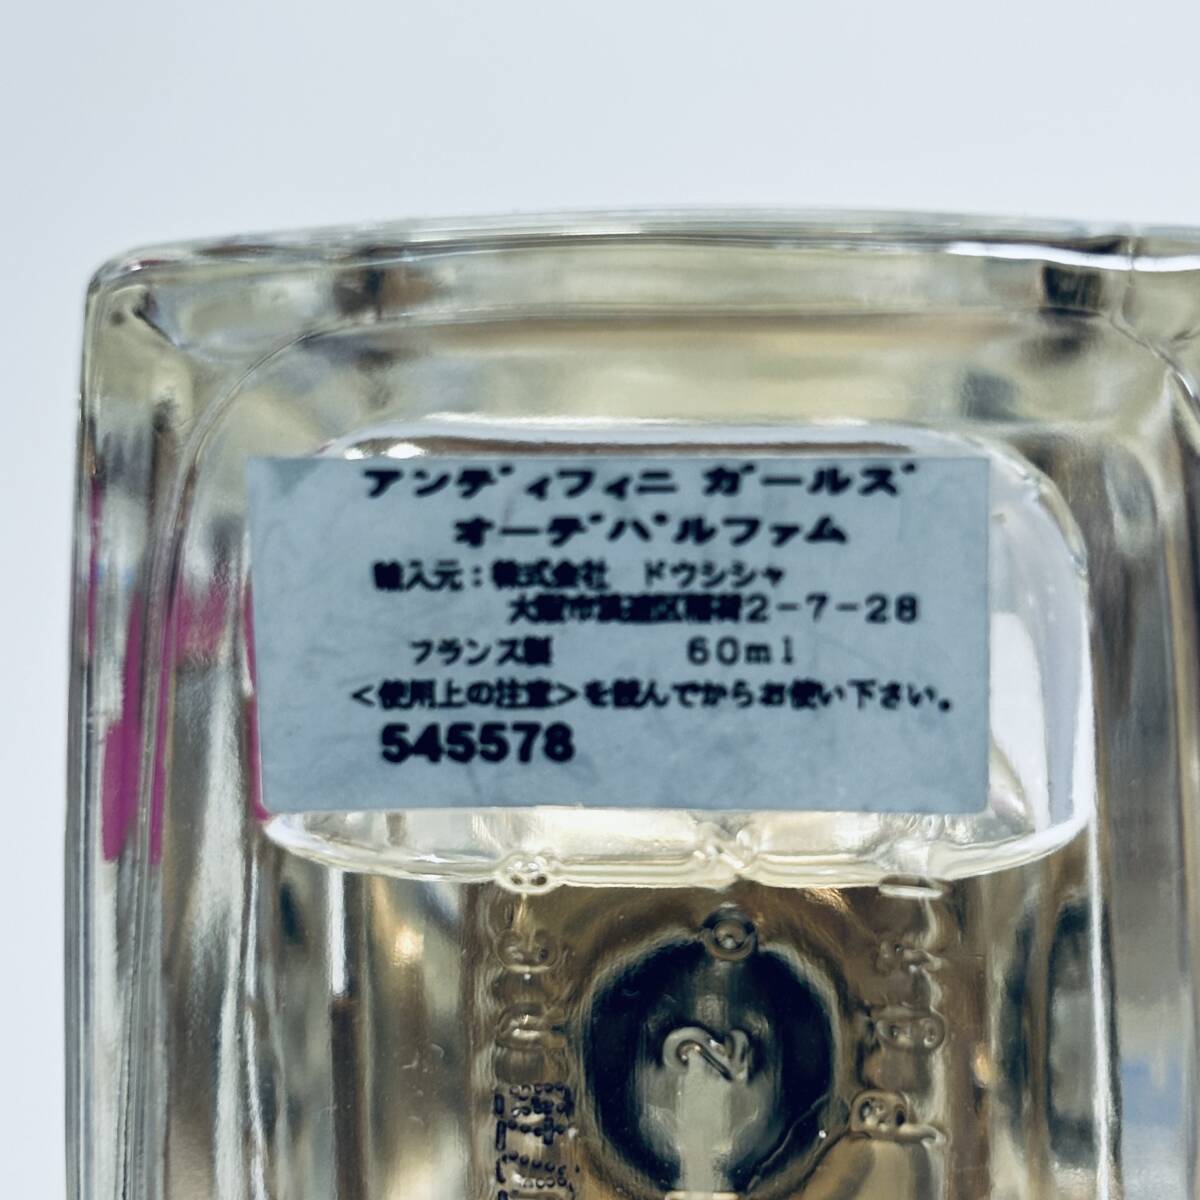 アンディフィニ ガールズ
オーデパルファム
輸入元：株式会社　ドウシシャ
大阪市浪速区稲荷2-7-28
フランス製　60ml
<使用上の注意>を読んでからお使い下さい。
545578